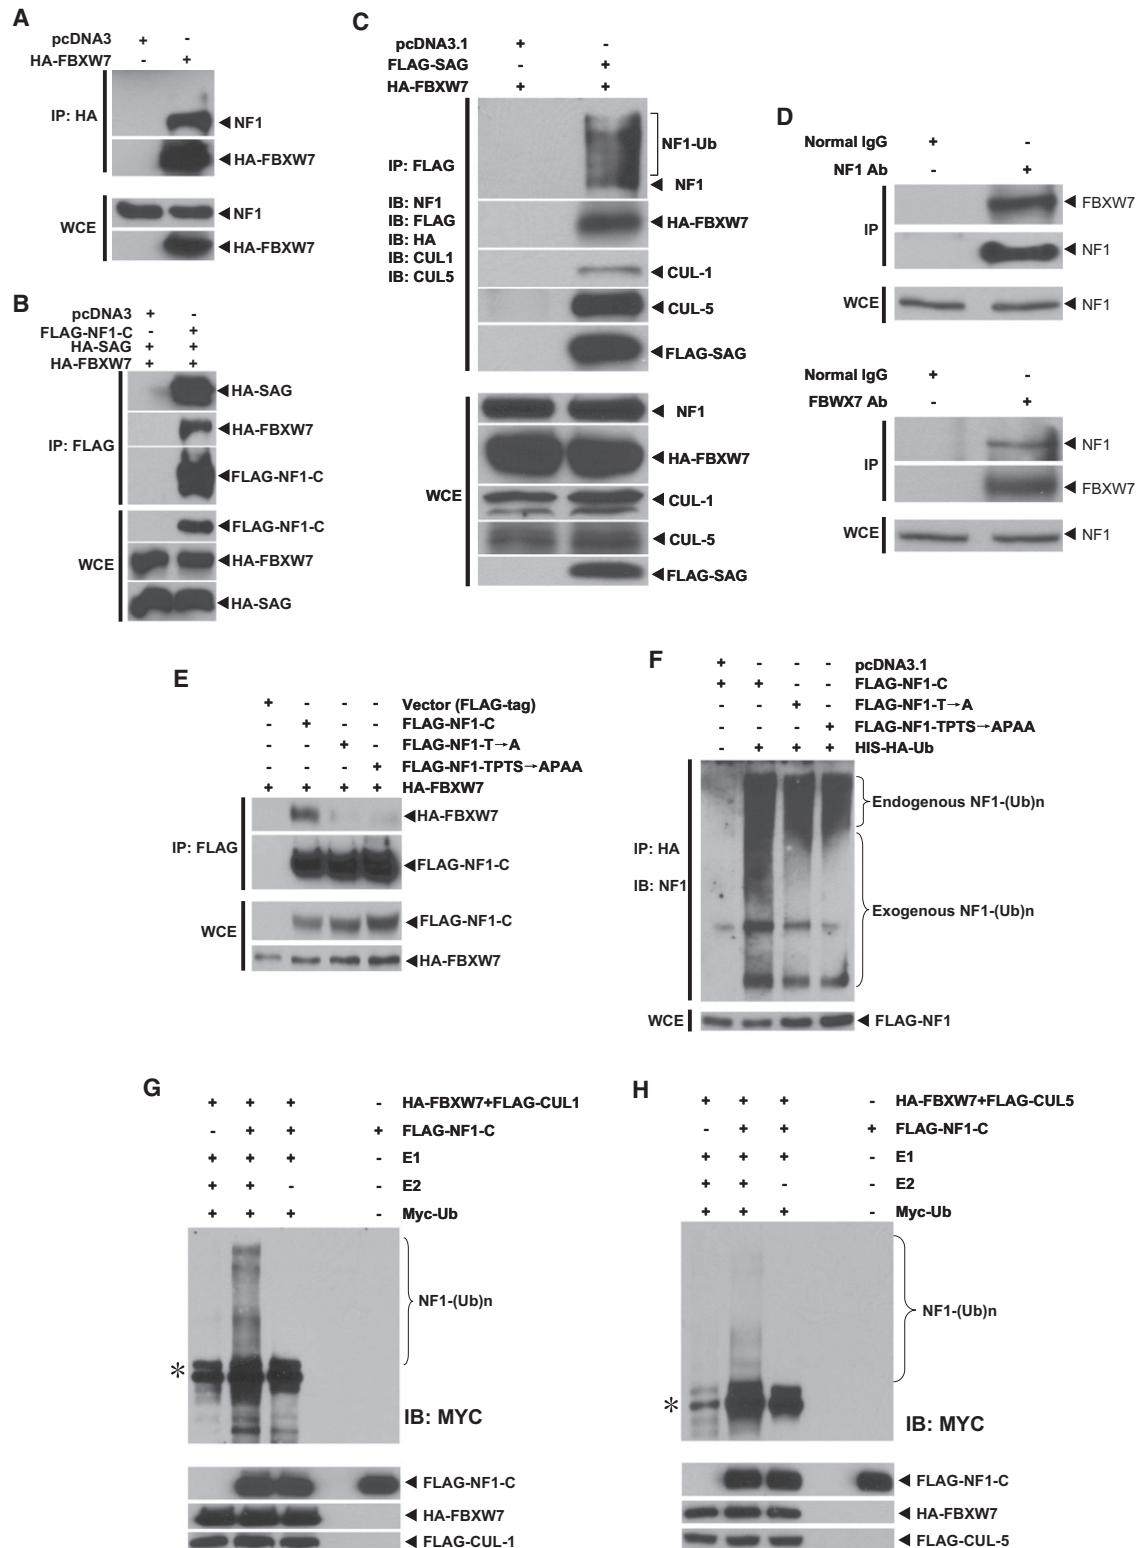 A
pcDNA3 + -
HA-FBXW7 - +
IP: HA
NF1
HA-FBXW7
WCE
NF1
HA-FBXW7
B
pcDNA3 + -
FLAG-NF1-C - +
HA-SAG + +
HA-FBXW7 + +
IP: FLAG
HA-SAG
HA-FBXW7
FLAG-NF1-C
WCE
FLAG-NF1-C
HA-FBXW7
HA-SAG
C
pcDNA3.1 + -
FLAG-SAG - +
HA-FBXW7 + +
IP: FLAG
IB: NF1
IB: FLAG
IB: HA
IB: CUL1
IB: CUL5
NF1-Ub
NF1
HA-FBXW7
CUL-1
CUL-5
FLAG-SAG
WCE
NF1
HA-FBXW7
CUL-1
CUL-5
FLAG-SAG
D
Normal IgG + -
NF1 Ab - +
IP
FBXW7
NF1
WCE
NF1
Normal IgG + -
FBWX7 Ab - +
IP
NF1
FBXW7
WCE
NF1
E
+ - - - Vector (FLAG-tag)
- + - - FLAG-NF1-C
- - + - FLAG-NF1-T→A
- - - + FLAG-NF1-TPTS→APAA
+ + + + HA-FBXW7
IP: FLAG
HA-FBXW7
FLAG-NF1-C
WCE
FLAG-NF1-C
HA-FBXW7
F
+ - - - pcDNA3.1
+ + - - FLAG-NF1-C
- - + - FLAG-NF1-T→A
- - - + FLAG-NF1-TPTS→APAA
- + + + HIS-HA-Ub
IP: HA
IB: NF1
Endogenous NF1-(Ub)n
Exogenous NF1-(Ub)n
WCE
FLAG-NF1
G
+ + + - HA-FBXW7+FLAG-CUL1
- + + + FLAG-NF1-C
+ + + - E1
+ + - - E2
+ + + - Myc-Ub
NF1-(Ub)n
*
IB: MYC
FLAG-NF1-C
HA-FBXW7
FLAG-CUL-1
H
+ + + - HA-FBXW7+FLAG-CUL5
- + + + FLAG-NF1-C
+ + + - E1
+ + - - E2
+ + + - Myc-Ub
NF1-(Ub)n
*
IB: MYC
FLAG-NF1-C
HA-FBXW7
FLAG-CUL-5